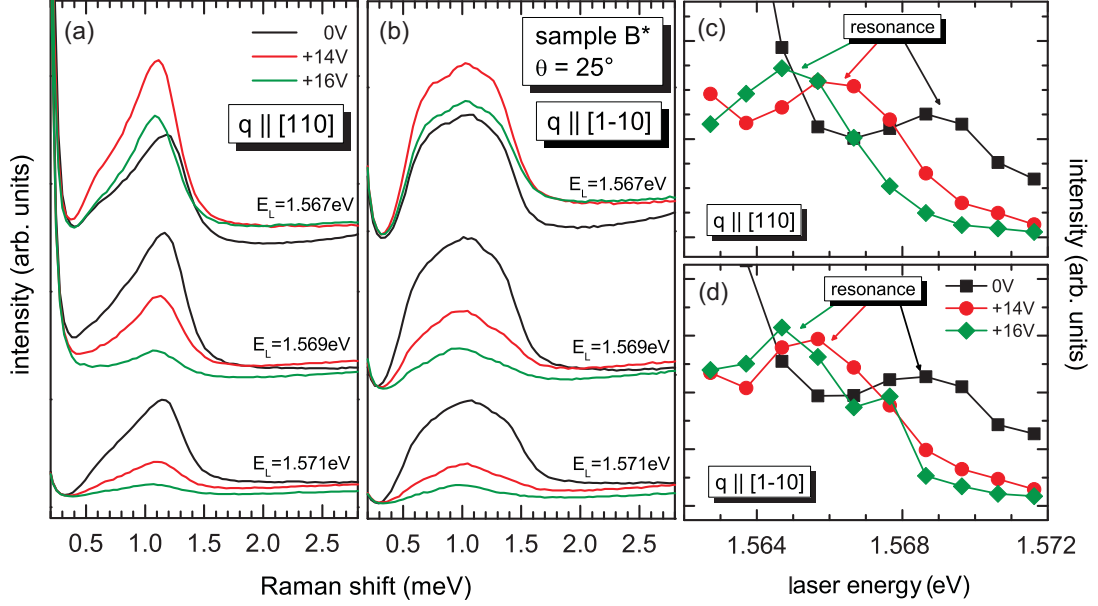 (a)
0V
+14V
+16V
q || [110]
E_L=1.567eV
E_L=1.569eV
E_L=1.571eV
0.5 1.0 1.5 2.0 2.5
(b)
sample B*
θ = 25°
q || [1-10]
E_L=1.567eV
E_L=1.569eV
E_L=1.571eV
0.5 1.0 1.5 2.0 2.5
intensity (arb. units)
Raman shift (meV)
(c)
resonance
q || [110]
(d)
resonance
0V
+14V
+16V
q || [1-10]
1.564 1.568 1.572
laser energy (eV)
intensity (arb. units)